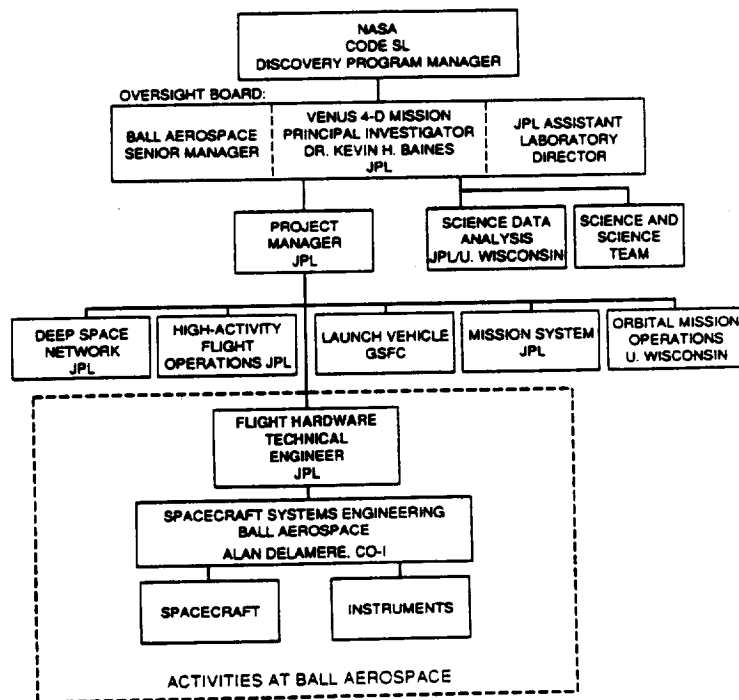 NASA
CODE SL
DISCOVERY PROGRAM MANAGER
OVERSIGHT BOARD:
BALL AEROSPACE
SENIOR MANAGER
VENUS 4-D MISSION
PRINCIPAL INVESTIGATOR
DR. KEVIN H. BAINES
JPL
JPL ASSISTANT
LABORATORY
DIRECTOR
PROJECT
MANAGER
JPL
SCIENCE DATA
ANALYSIS
JPL/U. WISCONSIN
SCIENCE AND
SCIENCE
TEAM
DEEP SPACE
NETWORK
JPL
HIGH-ACTIVITY
FLIGHT
OPERATIONS JPL
LAUNCH VEHICLE
GSFC
MISSION SYSTEM
JPL
ORBITAL MISSION
OPERATIONS
U. WISCONSIN
FLIGHT HARDWARE
TECHNICAL
ENGINEER
JPL
SPACECRAFT SYSTEMS ENGINEERING
BALL AEROSPACE
ALAN DELAMERE, CO-I
SPACECRAFT
INSTRUMENTS
ACTIVITIES AT BALL AEROSPACE